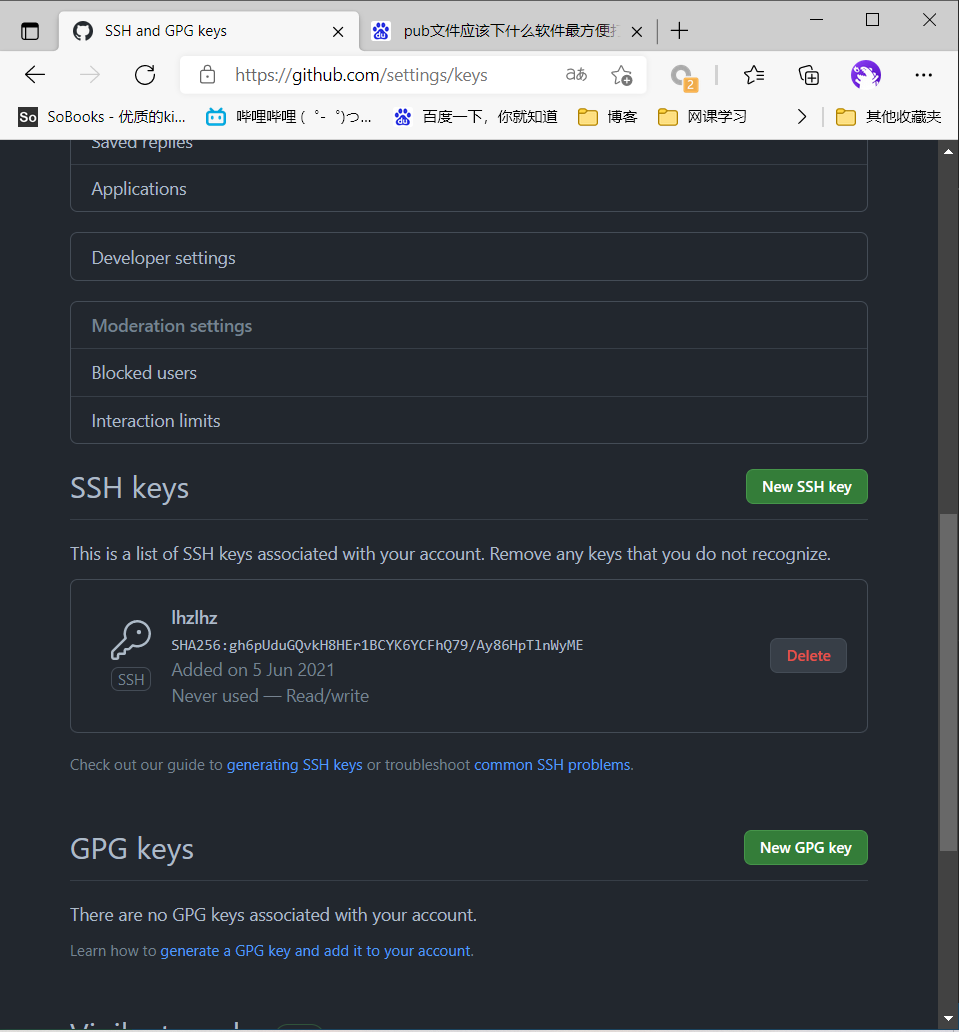 SSH and GPG keys
pub文件应该下什么软件最方便打
https://github.com/settings/keys
aあ
2
So SoBooks - 优质的ki...
哔哩哔哩 ( ゜- ゜)つ...
百度一下，你就知道
博客
网课学习
其他收藏夹
Saved replies
Applications
Developer settings
Moderation settings
Blocked users
Interaction limits
SSH keys
New SSH key
This is a list of SSH keys associated with your account. Remove any keys that you do not recognize.
lhzlhz
SHA256:gh6pUduGQvkH8HEr1BCYK6YCFhQ79/Ay86HpTlnWyME
Added on 5 Jun 2021
Never used — Read/write
SSH
Delete
Check out our guide to generating SSH keys or troubleshoot common SSH problems.
GPG keys
New GPG key
There are no GPG keys associated with your account.
Learn how to generate a GPG key and add it to your account.